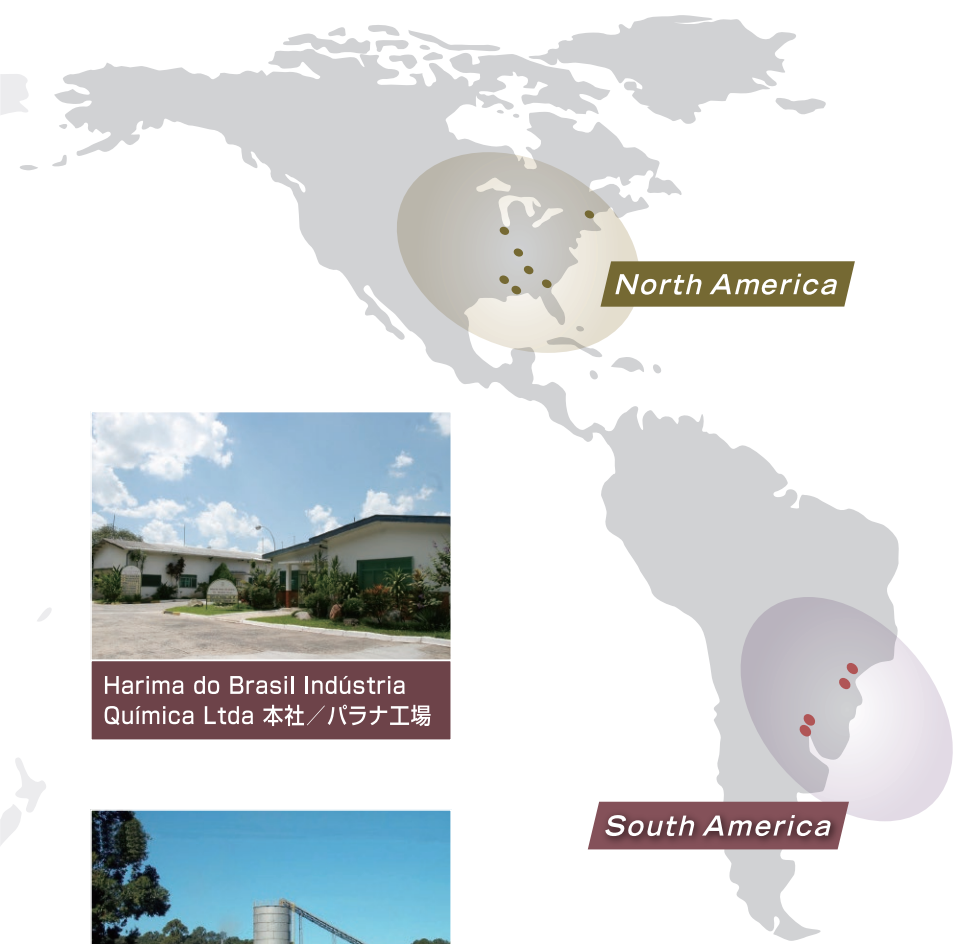 North America
Harima do Brasil Indústria
Química Ltda 本社／パラナ工場
South America